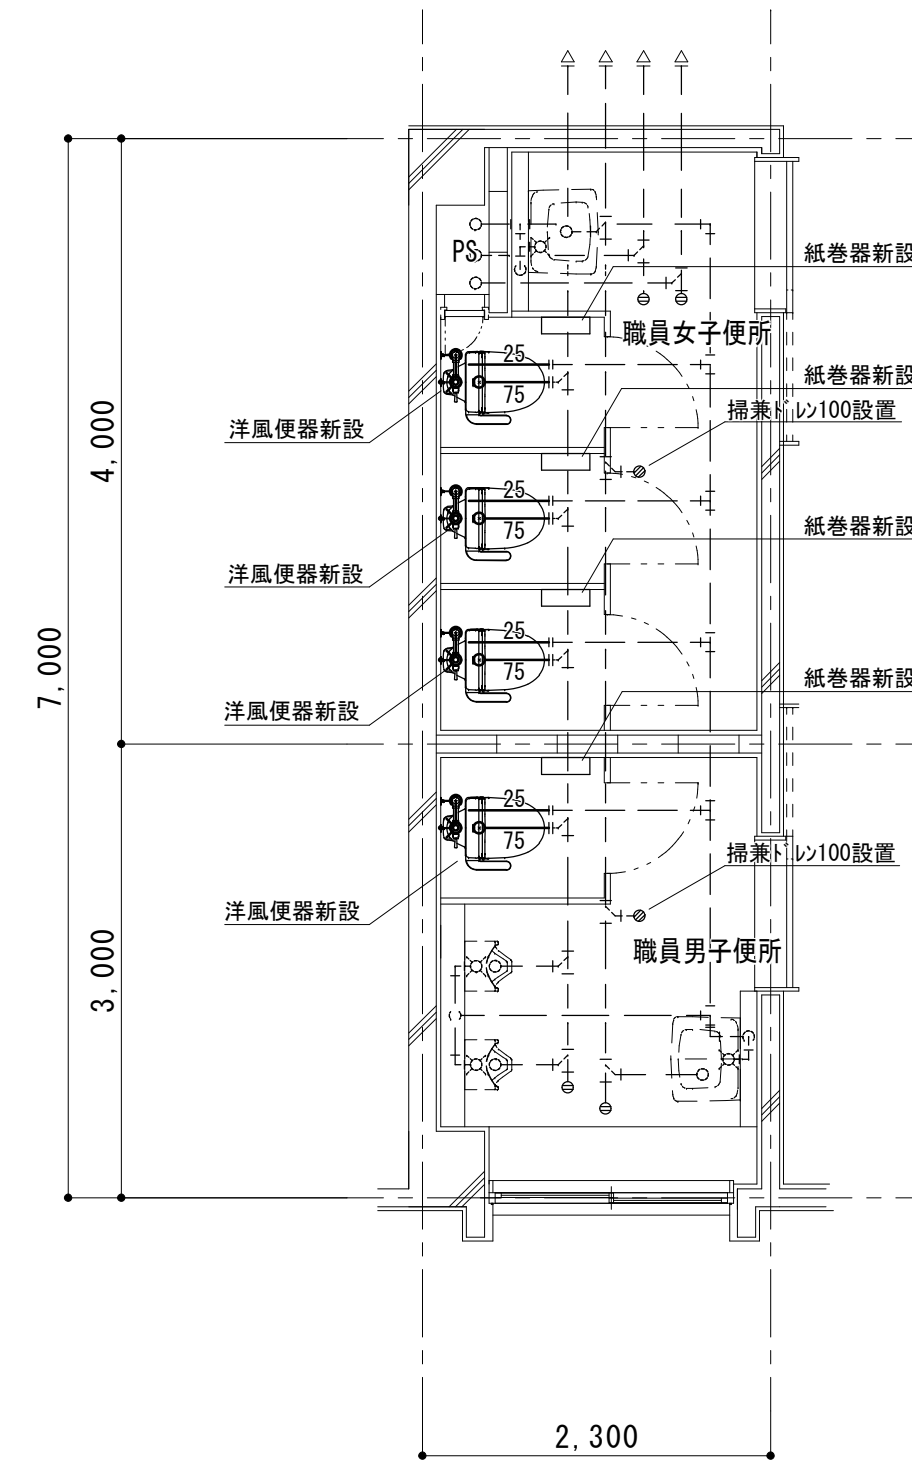 PS
紙巻器新設
職員女子便所
25
75
紙巻器新設
掃兼ドレン100設置
洋風便器新設
4,000
25
75
紙巻器新設
洋風便器新設
7,000
25
75
紙巻器新設
洋風便器新設
25
75
掃兼ドレン100設置
洋風便器新設
職員男子便所
3,000
2,300